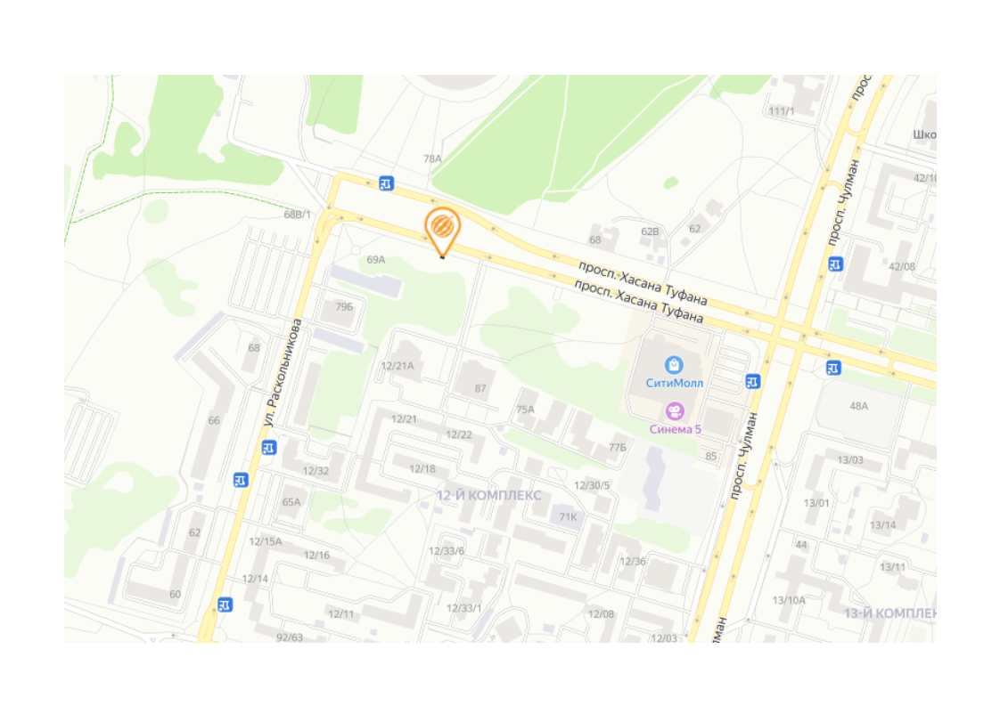 просп.
111/1
Шко
78А
42/10
просп. Чулман
68В/1
68
62В
62
69А
просп. Хасана Туфана
42/08
просп. Хасана Туфана
79Б
68
ул. Раскольникова
12/21А
СитиМолл
87
75А
48А
66
12/21
Синема 5
12/22
77Б
85
просп. Чулман
12/32
12/18
13/03
12-Й КОМПЛЕКС
12/30/5
65А
71К
13/01
13/14
62
12/15А
12/16
12/33/6
12/36
44
13/11
12/14
60
13/10А
12/11
12/33/1
12/08
13-Й КОМПЛЕК
92/63
12/03
лман